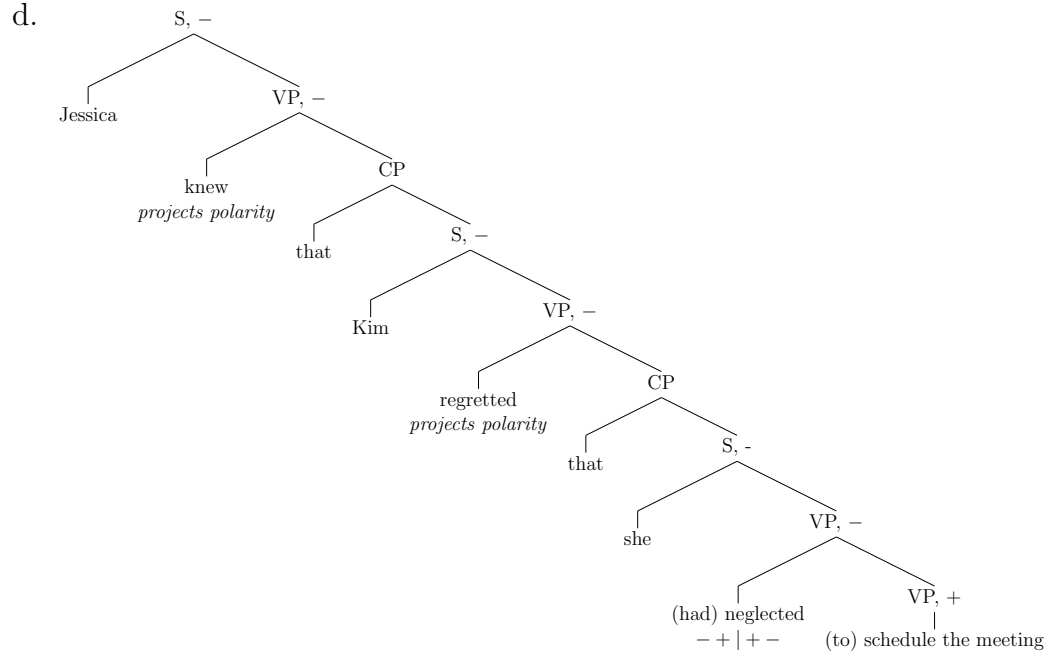 d.
S, −
Jessica
VP, −
knew
projects polarity
CP
that
S, −
Kim
VP, −
regretted
projects polarity
CP
that
S, -
she
VP, −
(had) neglected
− + | + −
VP, +
(to) schedule the meeting